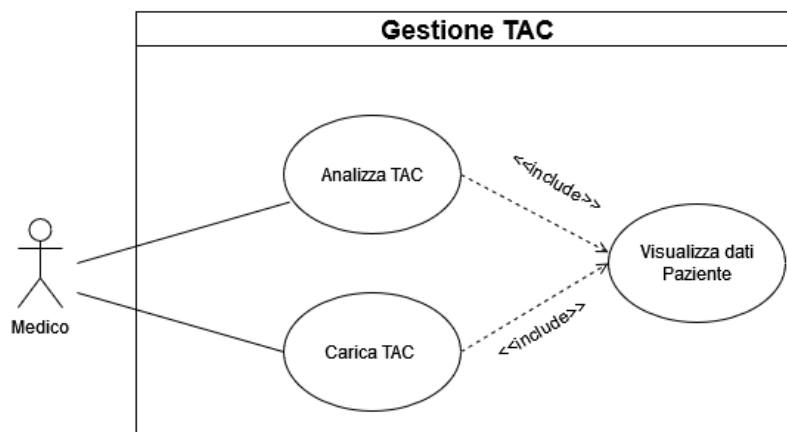 Gestione TAC
Analizza TAC
<<include>>
Visualizza dati
Paziente
Medico
Carica TAC
<<include>>